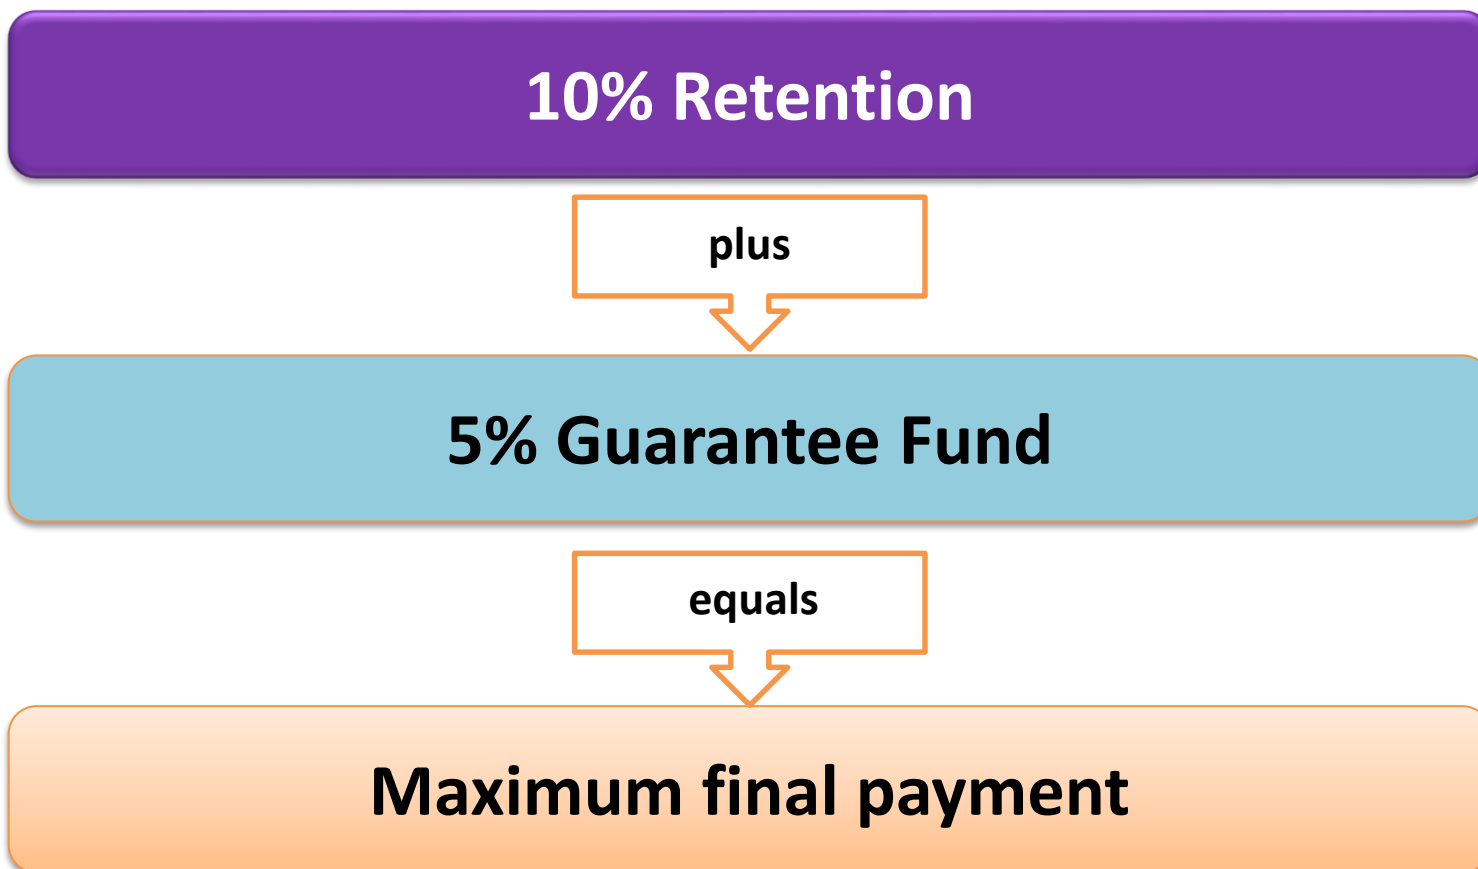 10% Retention
plus
5% Guarantee Fund
equals
Maximum final payment